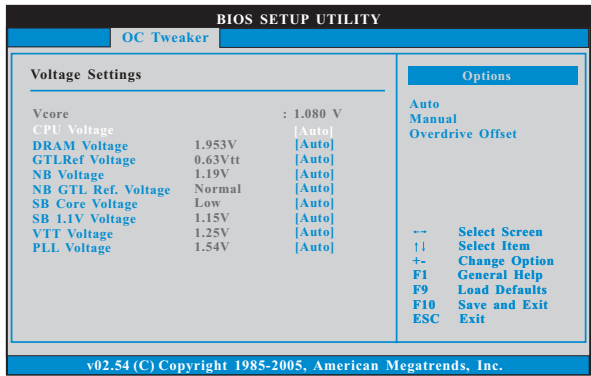 BIOS SETUP UTILITY
OC Tweaker
Voltage Settings
Vcore : 1.080 V
CPU Voltage [Auto]
DRAM Voltage 1.953V [Auto]
GTLRef Voltage 0.63Vtt [Auto]
NB Voltage 1.19V [Auto]
NB GTL Ref. Voltage Normal [Auto]
SB Core Voltage Low [Auto]
SB 1.1V Voltage 1.15V [Auto]
VTT Voltage 1.25V [Auto]
PLL Voltage 1.54V [Auto]
Options
Auto
Manual
Overdrive Offset
←→ Select Screen
↑↓ Select Item
+- Change Option
F1 General Help
F9 Load Defaults
F10 Save and Exit
ESC Exit
v02.54 (C) Copyright 1985-2005, American Megatrends, Inc.